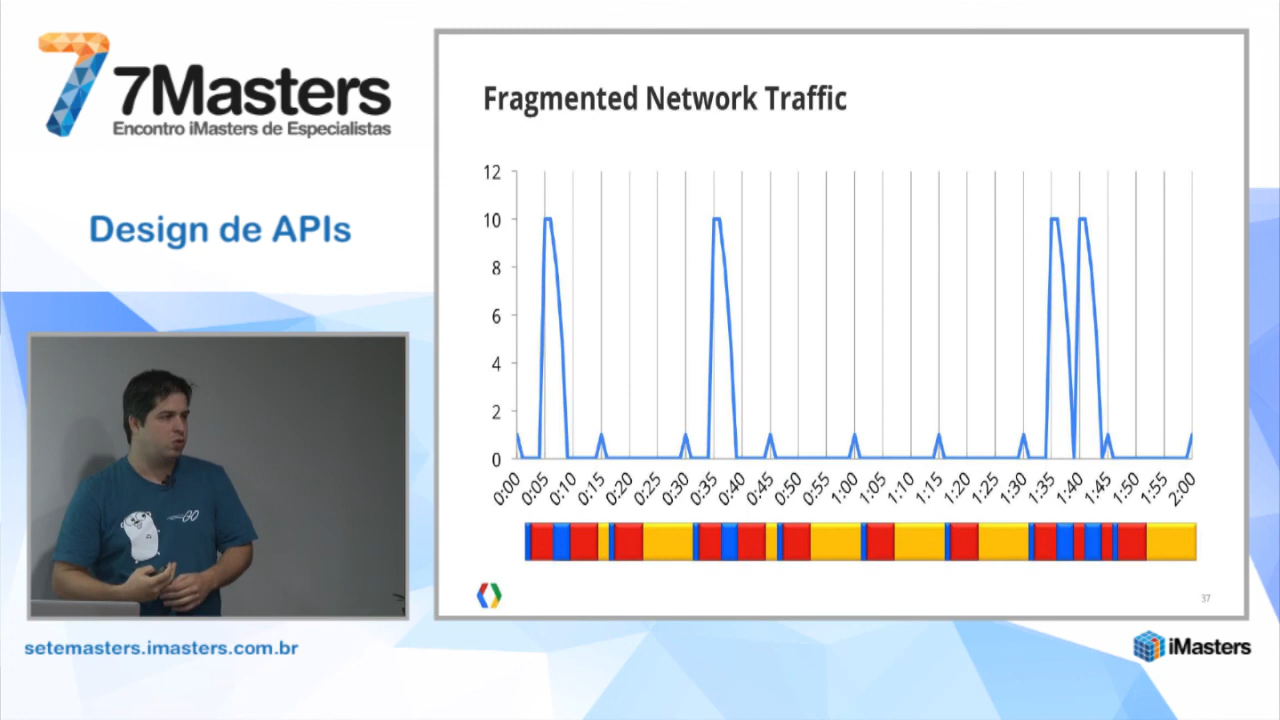 7Masters
Encontro iMasters de Especialistas
Design de APIs
setemasters.imasters.com.br
Fragmented Network Traffic
12
10
8
6
4
2
0
0:00 0:05 0:10 0:15 0:20 0:25 0:30 0:35 0:40 0:45 0:50 0:55 1:00 1:05 1:10 1:15 1:20 1:25 1:30 1:35 1:40 1:45 1:50 1:55 2:00
37
GO
iMasters